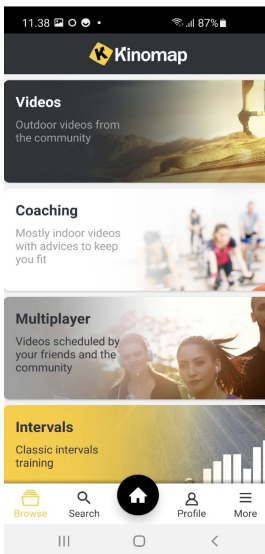 11.38 87%
Kinomap
Videos
Outdoor videos from
the community
Coaching
Mostly indoor videos
with advices to keep
you fit
Multiplayer
Videos scheduled by
your friends and the
community
Intervals
Classic intervals
training
Browse Search Profile More